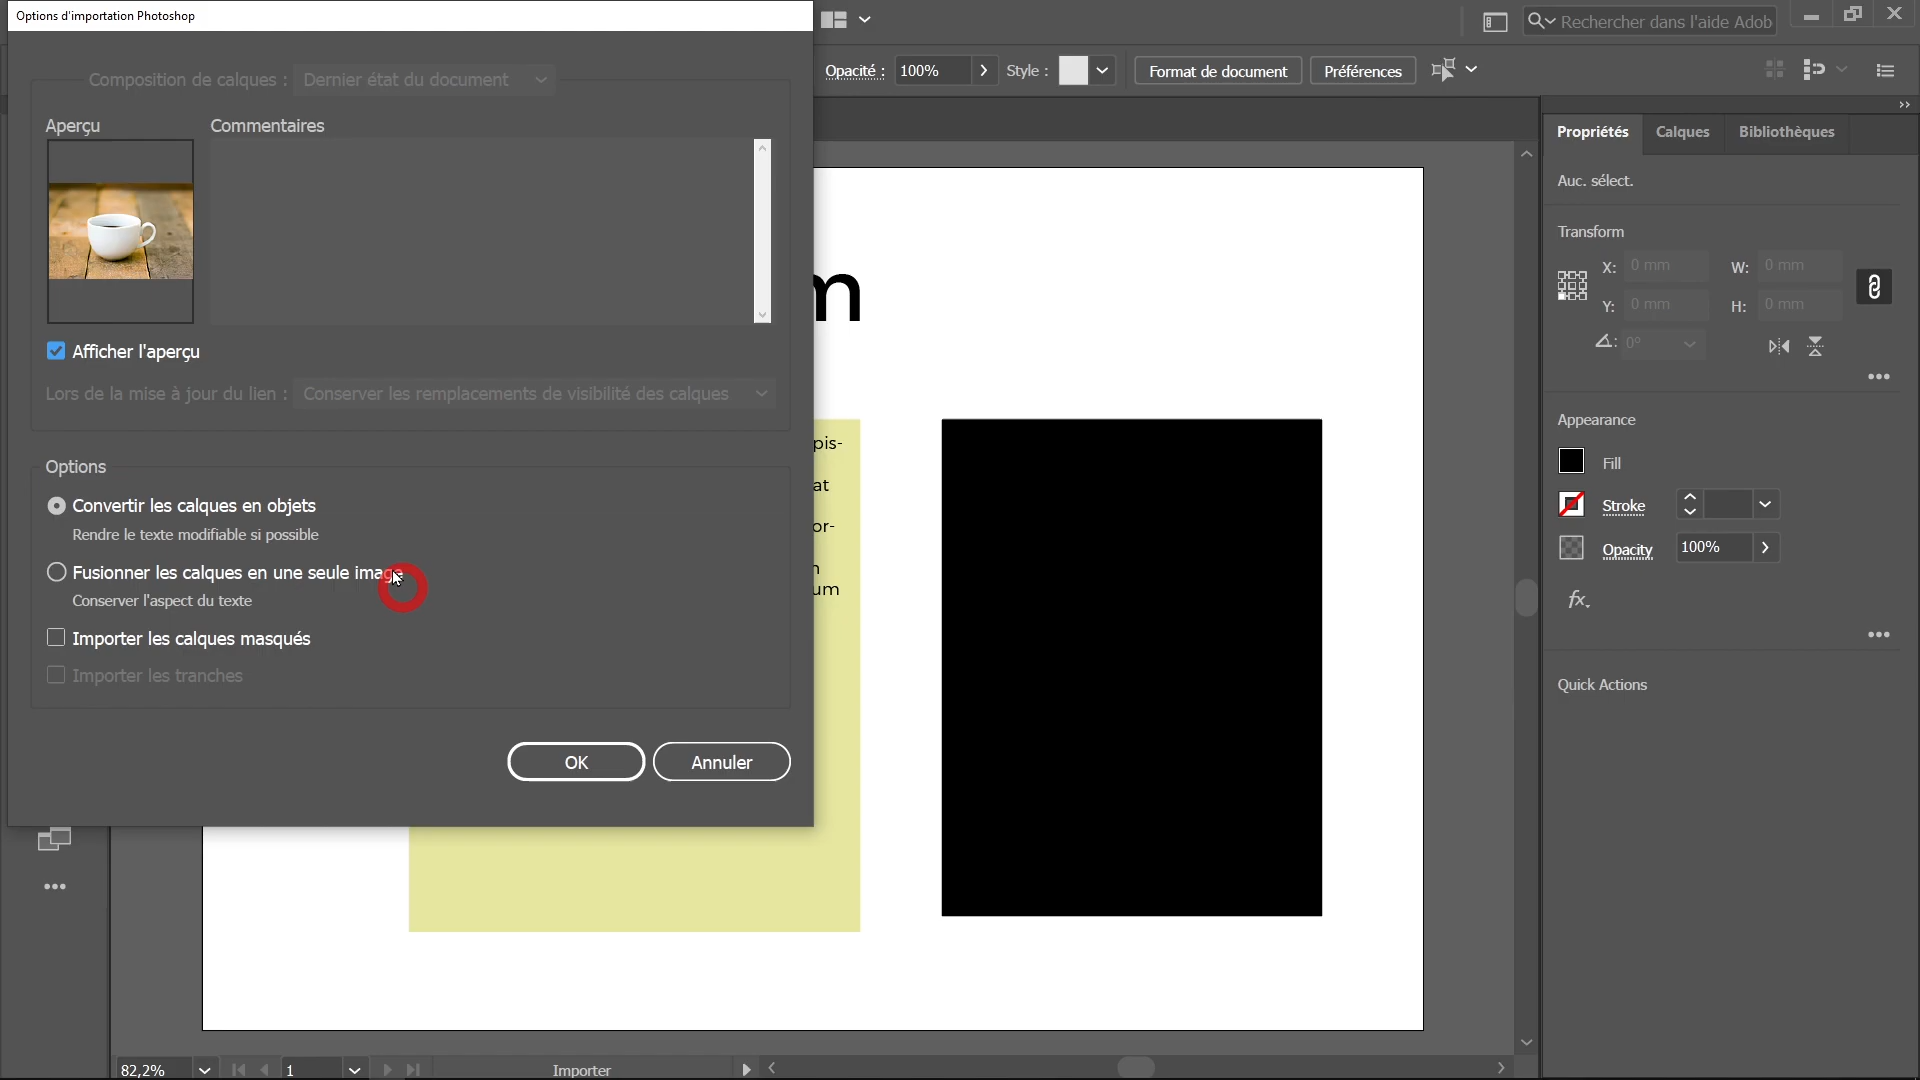 Options d'importation Photoshop
Rechercher dans l'aide Adob
Composition de calques : Dernier état du document
Opacité : 100% Style : Format de document Préférences
Aperçu Commentaires
Propriétés Calques Bibliothèques
Auc. sélect.
Transform
X: 0 mm W: 0 mm
Y: 0 mm H: 0 mm
0°
m
Afficher l'aperçu
Lors de la mise à jour du lien : Conserver les remplacements de visibilité des calques
Appearance
pis-
Fill
Options
at
Convertir les calques en objets
Stroke
Rendre le texte modifiable si possible
or-
Opacity 100%
Fusionner les calques en une seule image
um
Conserver l'aspect du texte
fx
Importer les calques masqués
Importer les tranches
Quick Actions
OK Annuler
82,2% 1 Importer